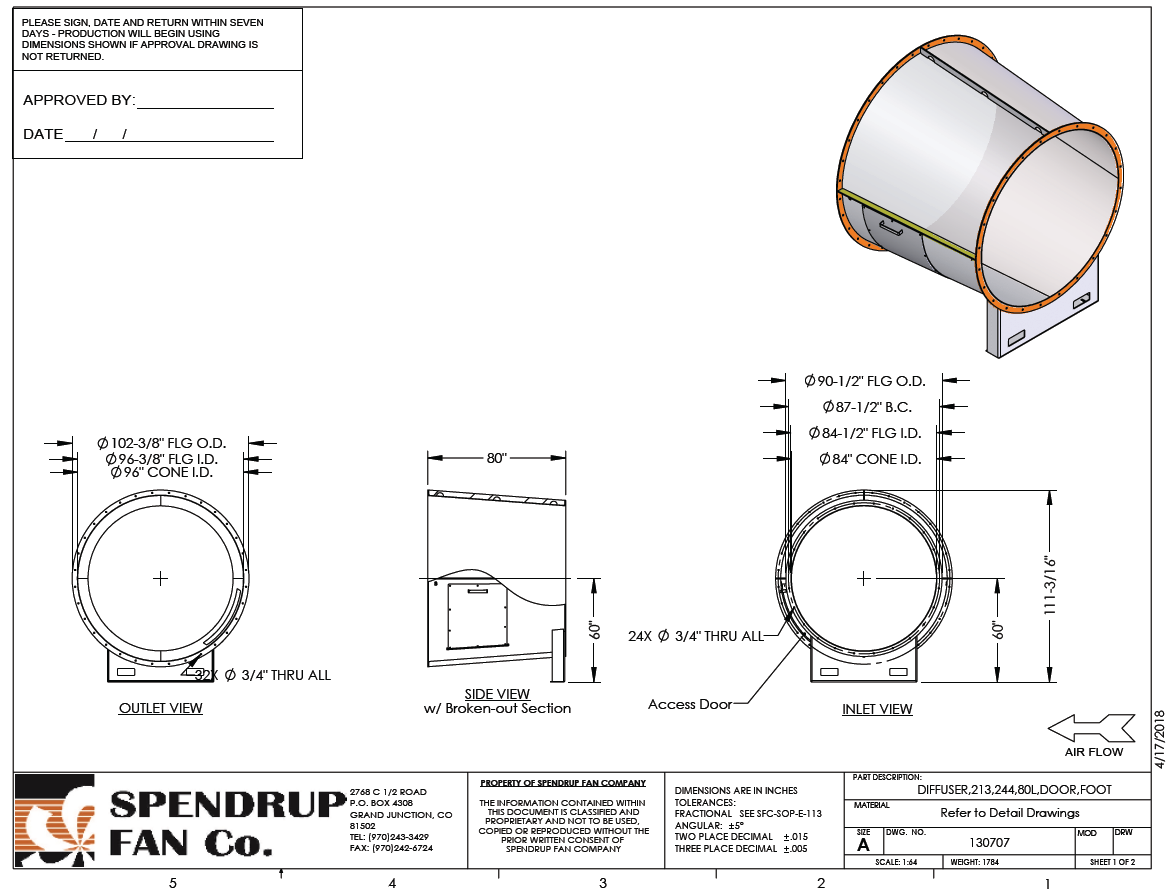 PLEASE SIGN, DATE AND RETURN WITHIN SEVEN
DAYS - PRODUCTION WILL BEGIN USING
DIMENSIONS SHOWN IF APPROVAL DRAWING IS
NOT RETURNED.
APPROVED BY:
DATE / /
Ø90-1/2" FLG O.D.
Ø87-1/2" B.C.
Ø84-1/2" FLG I.D.
Ø84" CONE I.D.
Ø102-3/8" FLG O.D.
Ø96-3/8" FLG I.D.
Ø96" CONE I.D.
80"
60"
60"
111-3/16"
24X Ø 3/4" THRU ALL
32X Ø 3/4" THRU ALL
Access Door
OUTLET VIEW
SIDE VIEW
w/ Broken-out Section
INLET VIEW
AIR FLOW
4/17/2018
SPENDRUP
FAN Co.
2768 C 1/2 ROAD
P.O. BOX 4308
GRAND JUNCTION, CO
81502
TEL: (970)243-3429
FAX: (970)242-6724
PROPERTY OF SPENDRUP FAN COMPANY
THE INFORMATION CONTAINED WITHIN
THIS DOCUMENT IS CLASSIFIED AND
PROPRIETARY AND NOT TO BE USED,
COPIED OR REPRODUCED WITHOUT THE
PRIOR WRITTEN CONSENT OF
SPENDRUP FAN COMPANY
DIMENSIONS ARE IN INCHES
TOLERANCES:
FRACTIONAL SEE SFC-SOP-E-113
ANGULAR: ±5°
TWO PLACE DECIMAL ±.015
THREE PLACE DECIMAL ±.005
PART DESCRIPTION:
DIFFUSER,213,244,80L,DOOR,FOOT
MATERIAL
Refer to Detail Drawings
SIZE
A
DWG. NO.
130707
MOD
DRW
SCALE: 1:64
WEIGHT: 1784
SHEET 1 OF 2
5
4
3
2
1